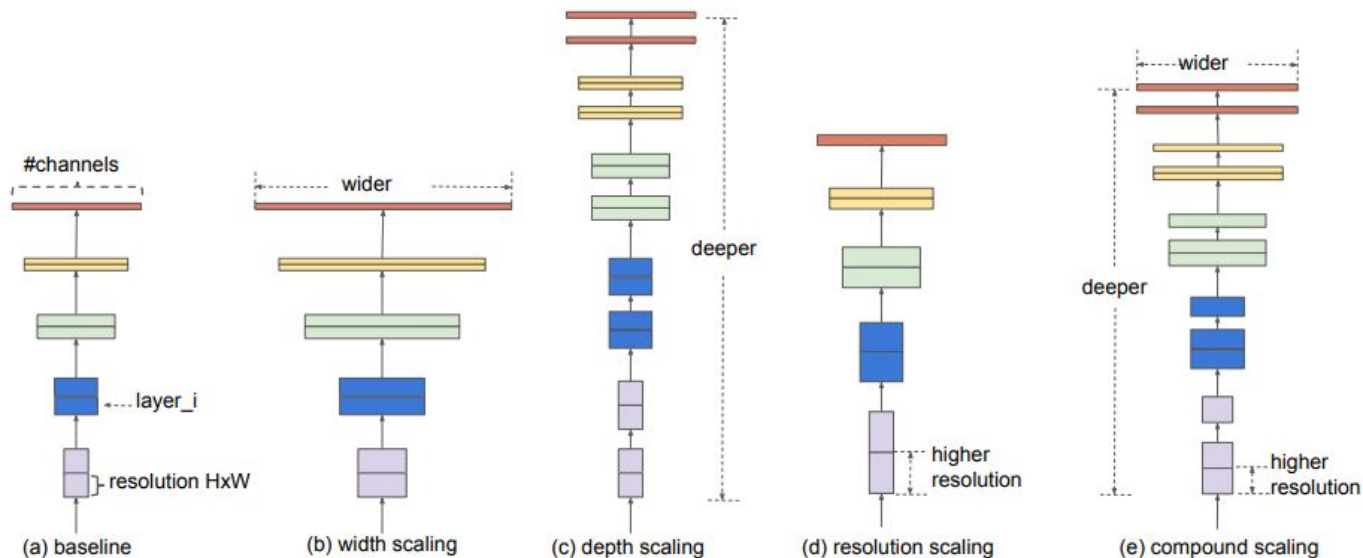 #channels
wider
deeper
wider
deeper
layer_i
resolution HxW
higher
resolution
higher
resolution
(a) baseline
(b) width scaling
(c) depth scaling
(d) resolution scaling
(e) compound scaling